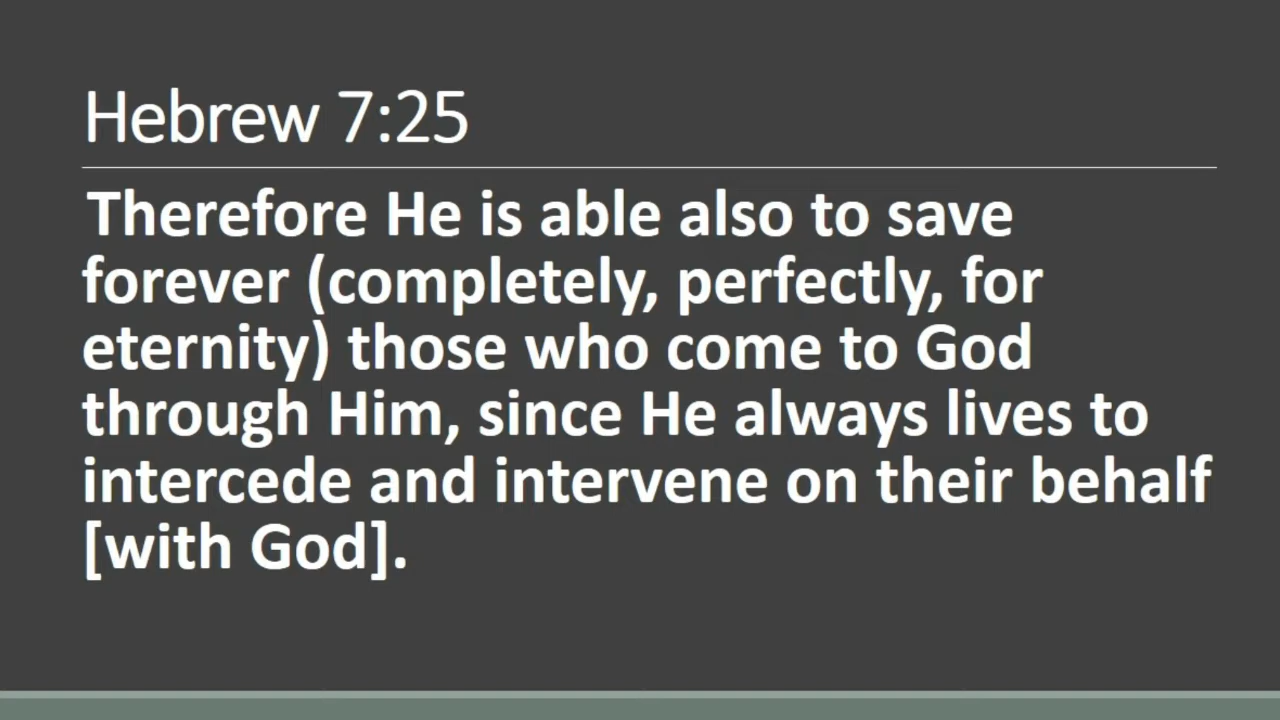 Hebrew 7:25
Therefore He is able also to save
forever (completely, perfectly, for
eternity) those who come to God
through Him, since He always lives to
intercede and intervene on their behalf
[with God].